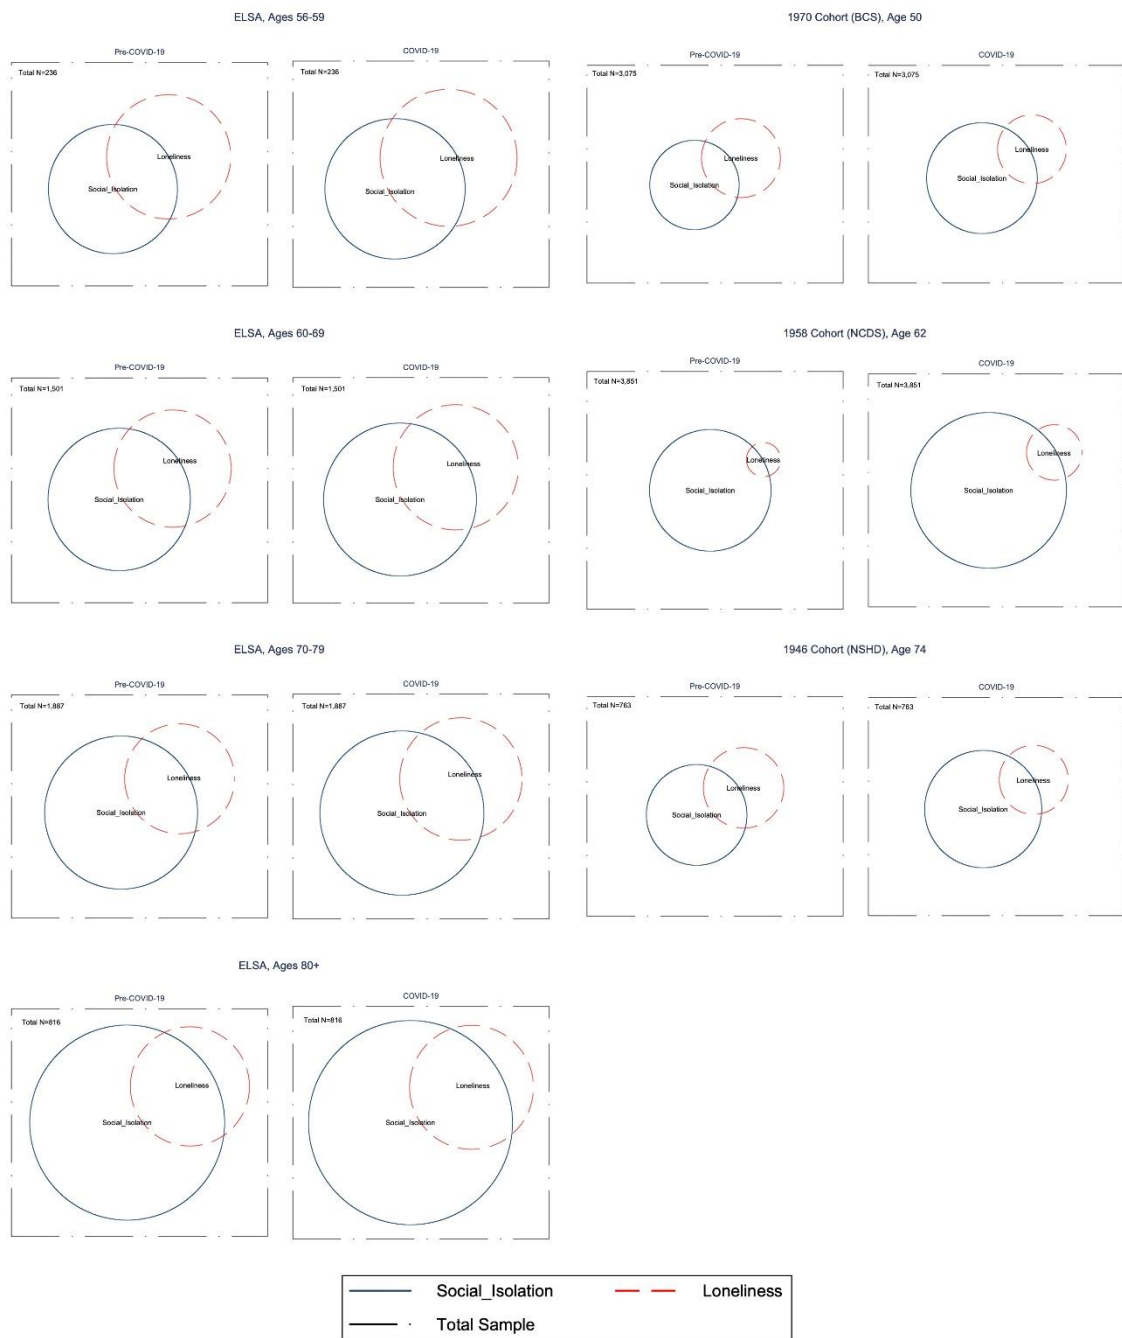 ELSA, Ages 56-59
Pre-COVID-19
COVID-19
Total N=236
Total N=236
Loneliness
Social_Isolation
Loneliness
Social_Isolation
1970 Cohort (BCS), Age 50
Pre-COVID-19
COVID-19
Total N=3,075
Total N=3,075
Loneliness
Social_Isolation
Loneliness
Social_Isolation
ELSA, Ages 60-69
Pre-COVID-19
COVID-19
Total N=1,501
Total N=1,501
Loneliness
Social_Isolation
Loneliness
Social_Isolation
1958 Cohort (NCDS), Age 62
Pre-COVID-19
COVID-19
Total N=3,851
Total N=3,851
Loneliness
Social_Isolation
Loneliness
Social_Isolation
ELSA, Ages 70-79
Pre-COVID-19
COVID-19
Total N=1,887
Total N=1,887
Loneliness
Social_Isolation
Loneliness
Social_Isolation
1946 Cohort (NSHD), Age 74
Pre-COVID-19
COVID-19
Total N=763
Total N=763
Loneliness
Social_Isolation
Loneliness
Social_Isolation
ELSA, Ages 80+
Pre-COVID-19
COVID-19
Total N=816
Total N=816
Loneliness
Social_Isolation
Loneliness
Social_Isolation
Social_Isolation
Loneliness
Total Sample